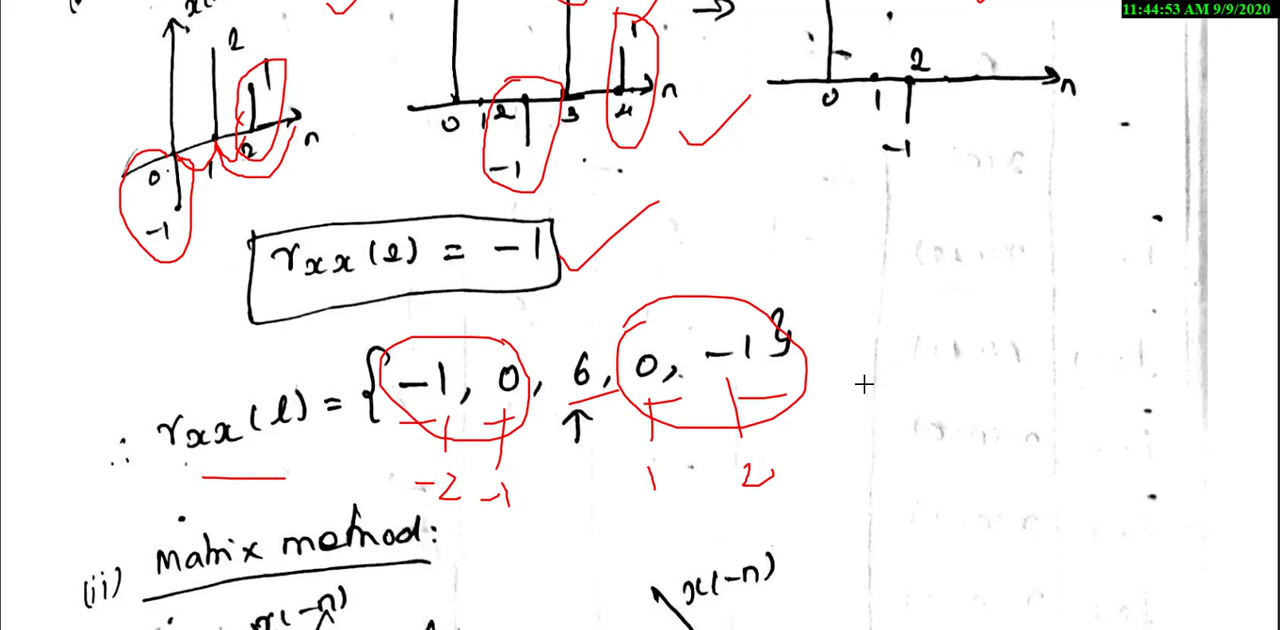 11:44:53 AM 9/9/2020
2
1
n
0
1
2
-1
0
1
2
3
4
n
-1
1
0
1
2
n
-1
rxx(2) = -1
∴ rxx(l) = {-1, 0, 6, 0, -1}
↑
-2 -1 1 2
(ii) Matrix method:
x(-n)
x(-n)